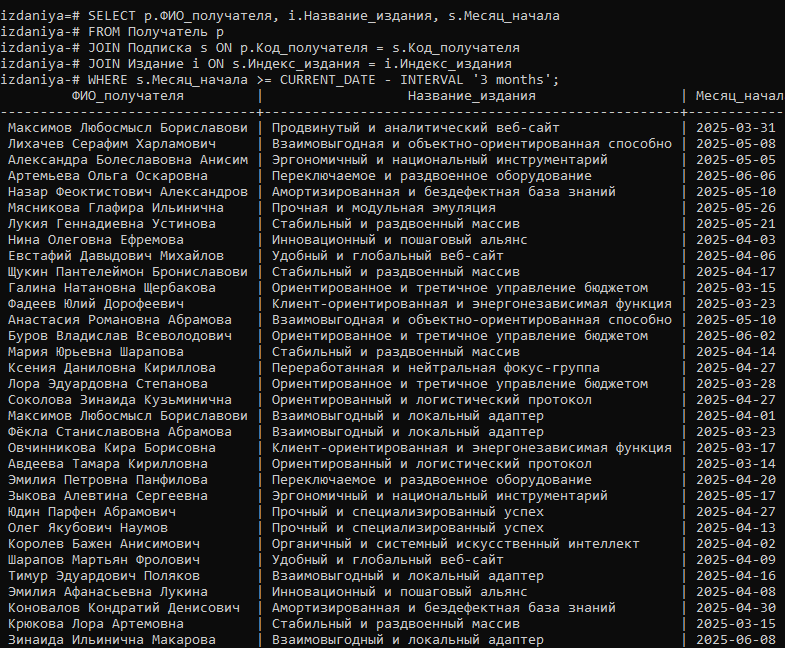 izdaniya=# SELECT p.ФИО_получателя, i.Название_издания, s.Месяц_начала
izdaniya-# FROM Получатель p
izdaniya-# JOIN Подписка s ON p.Код_получателя = s.Код_получателя
izdaniya-# JOIN Издание i ON s.Индекс_издания = i.Индекс_издания
izdaniya-# WHERE s.Месяц_начала >= CURRENT_DATE - INTERVAL '3 months';
ФИО_получателя | Название_издания | Месяц_начал
--------------------------------+-----------------------------------------------------+------------
Максимов Любосмысл Бориславови | Продвинутый и аналитический веб-сайт | 2025-03-31
Лихачев Серафим Харламович | Взаимовыгодная и объектно-ориентированная способно | 2025-05-08
Александра Болеславовна Анисим | Эргономичный и национальный инструментарий | 2025-05-05
Артемьева Ольга Оскаровна | Переключаемое и раздвоенное оборудование | 2025-06-06
Назар Феоктистович Александров | Амортизированная и бездефектная база знаний | 2025-05-10
Мясникова Глафира Ильинична | Прочная и модульная эмуляция | 2025-05-26
Лукия Геннадиевна Устинова | Стабильный и раздвоенный массив | 2025-05-21
Нина Олеговна Ефремова | Инновационный и пошаговый альянс | 2025-04-03
Евстафий Давыдович Михайлов | Удобный и глобальный веб-сайт | 2025-04-06
Щукин Пантелеймон Брониславови | Стабильный и раздвоенный массив | 2025-04-17
Галина Натановна Щербакова | Ориентированное и третичное управление бюджетом | 2025-03-15
Фадеев Юлий Дорофеевич | Клиент-ориентированная и энергонезависимая функция | 2025-03-23
Анастасия Романовна Абрамова | Взаимовыгодная и объектно-ориентированная способно | 2025-05-10
Буров Владислав Всеволодович | Ориентированное и третичное управление бюджетом | 2025-06-02
Мария Юрьевна Шарапова | Стабильный и раздвоенный массив | 2025-04-14
Ксения Даниловна Кириллова | Переработанная и нейтральная фокус-группа | 2025-04-27
Лора Эдуардовна Степанова | Ориентированное и третичное управление бюджетом | 2025-03-28
Соколова Зинаида Кузьминична | Ориентированный и логистический протокол | 2025-04-27
Максимов Любосмысл Бориславови | Взаимовыгодный и локальный адаптер | 2025-04-01
Фёкла Станиславовна Абрамова | Взаимовыгодный и локальный адаптер | 2025-03-23
Овчинникова Кира Борисовна | Клиент-ориентированная и энергонезависимая функция | 2025-03-17
Авдеева Тамара Кирилловна | Ориентированный и логистический протокол | 2025-03-14
Эмилия Петровна Панфилова | Переключаемое и раздвоенное оборудование | 2025-04-20
Зыкова Алевтина Сергеевна | Эргономичный и национальный инструментарий | 2025-05-17
Юдин Парфен Абрамович | Прочный и специализированный успех | 2025-04-27
Олег Якубович Наумов | Прочный и специализированный успех | 2025-04-13
Королев Бажен Анисимович | Органичный и системный искусственный интеллект | 2025-04-02
Шарапов Мартьян Фролович | Удобный и глобальный веб-сайт | 2025-04-09
Тимур Эдуардович Поляков | Взаимовыгодный и локальный адаптер | 2025-04-16
Эмилия Афанасьевна Лукина | Инновационный и пошаговый альянс | 2025-04-08
Коновалов Кондратий Денисович | Амортизированная и бездефектная база знаний | 2025-04-30
Крюкова Лора Артемовна | Стабильный и раздвоенный массив | 2025-03-15
Зинаида Ильинична Макарова | Взаимовыгодный и локальный адаптер | 2025-06-08